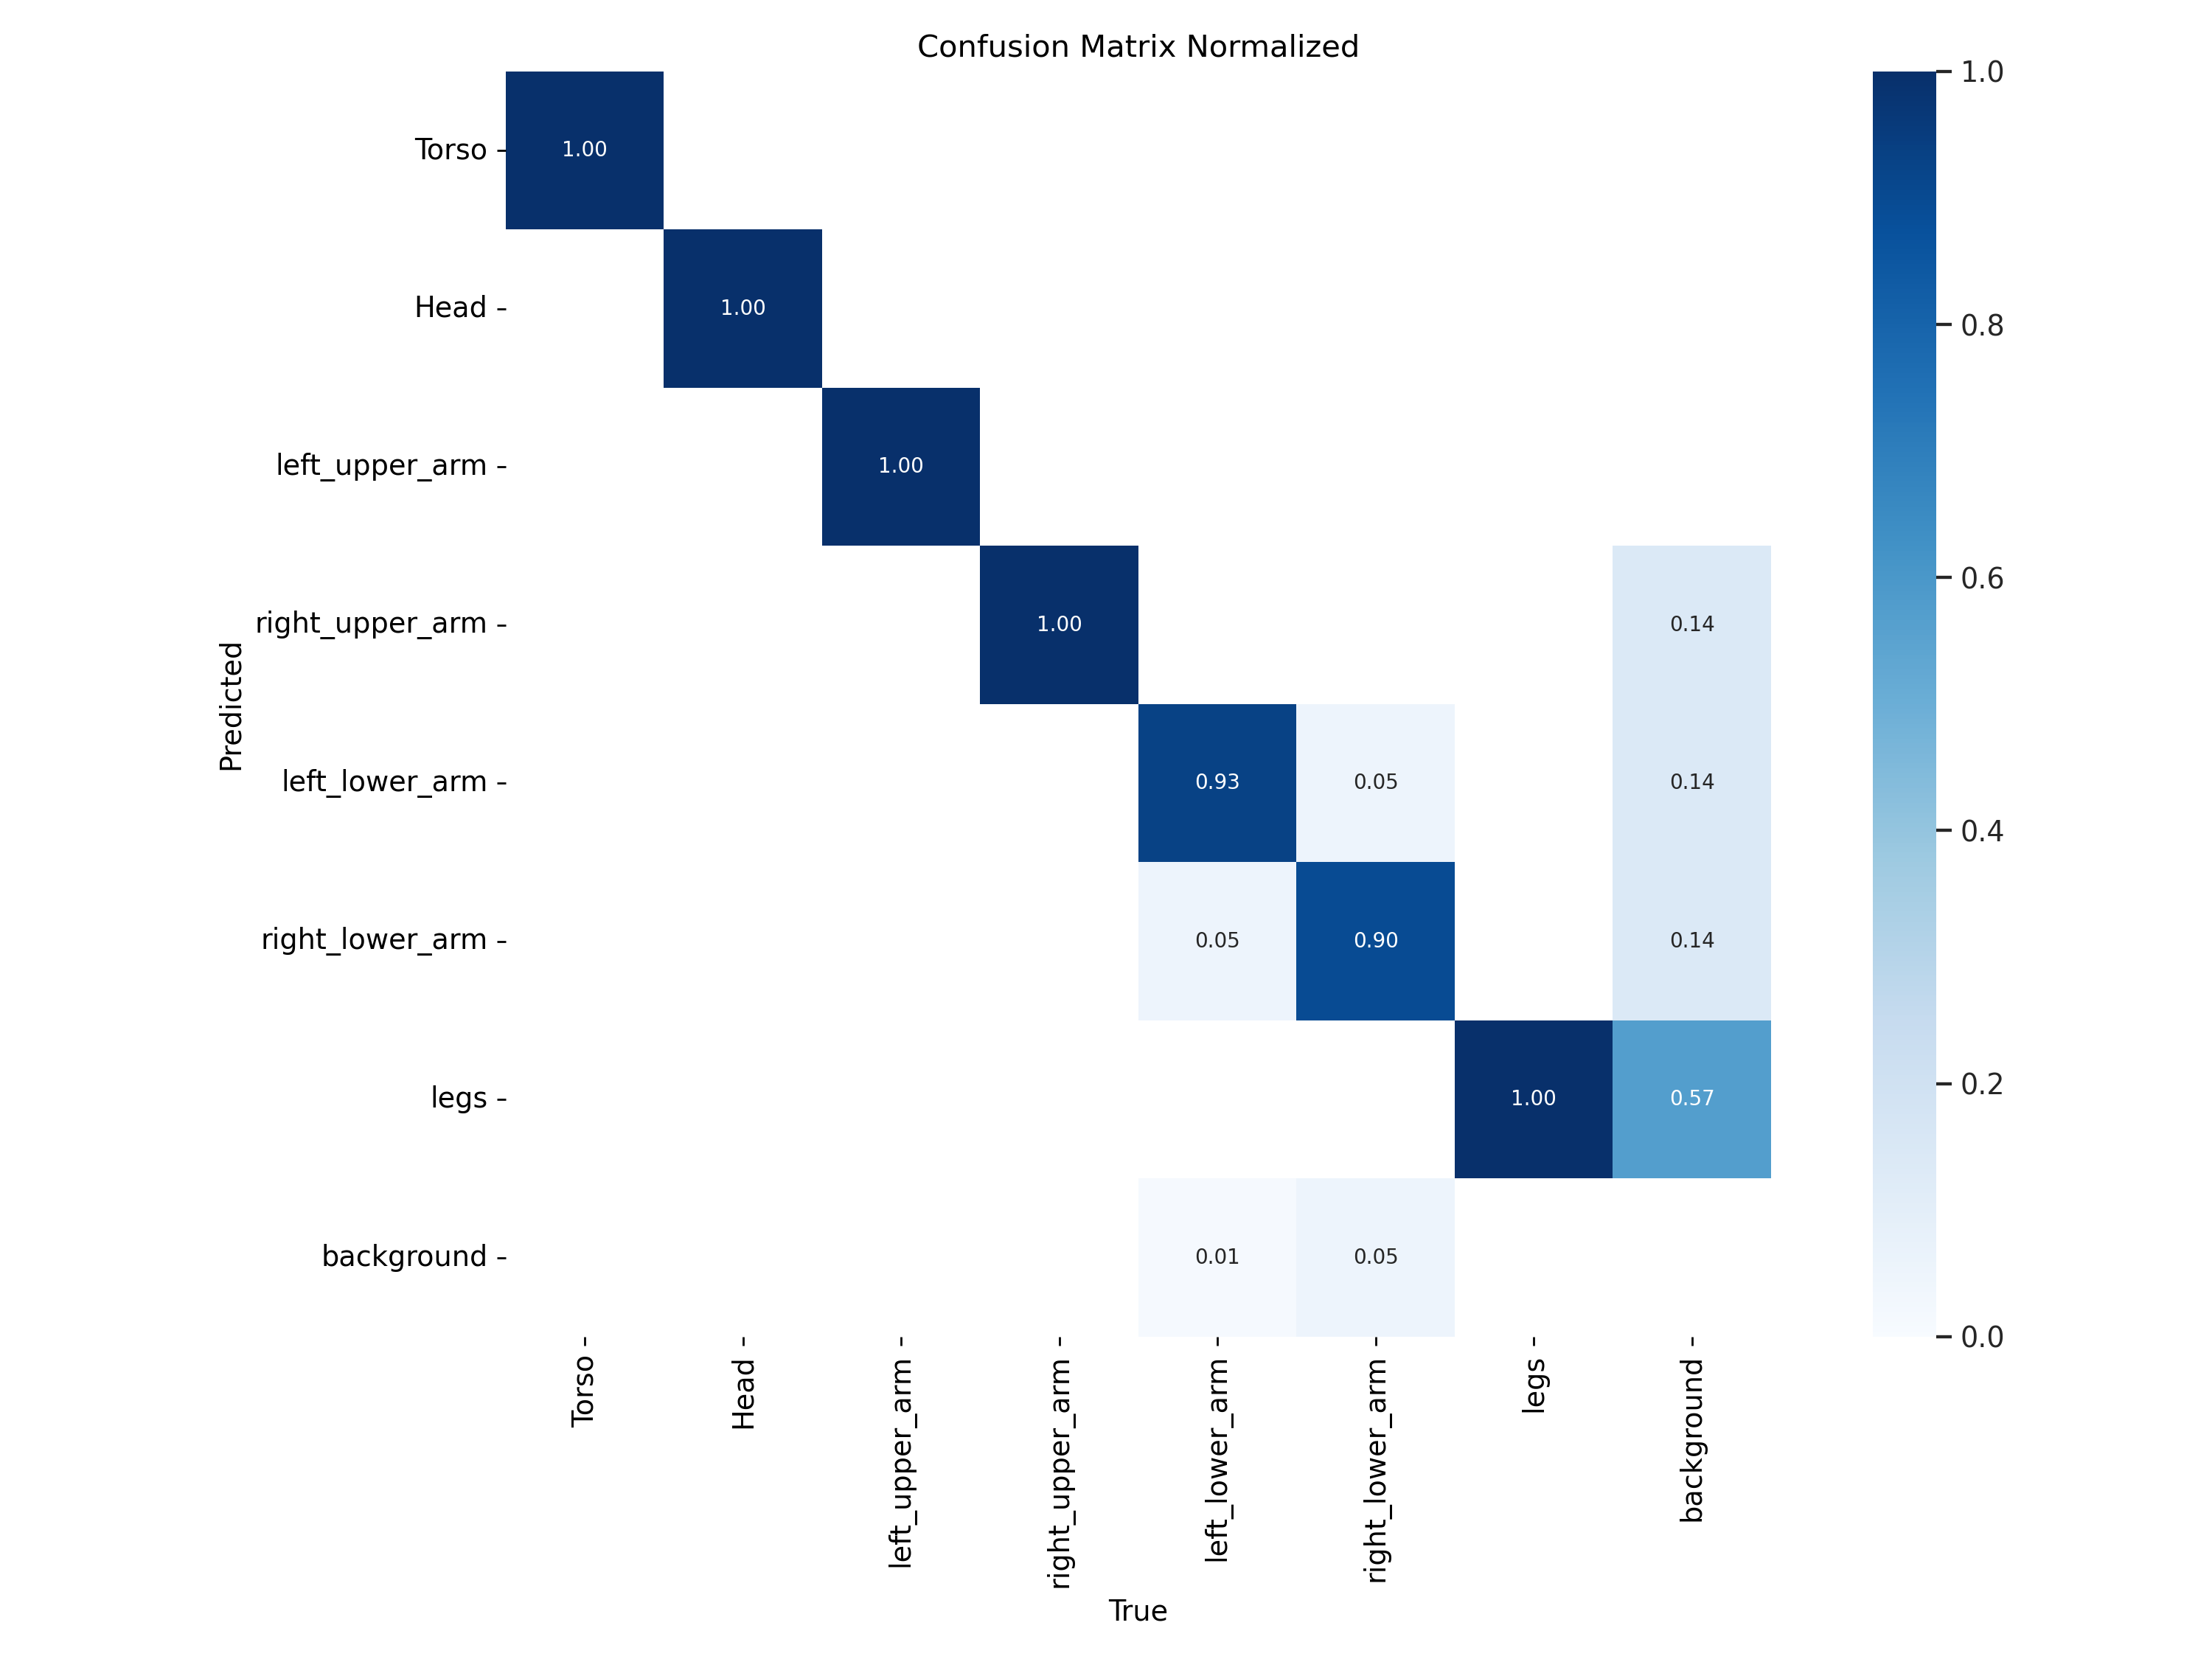 Confusion Matrix Normalized
Torso
Head
left_upper_arm
right_upper_arm
left_lower_arm
right_lower_arm
legs
background
Predicted
1.00
1.00
1.00
1.00 0.14
0.93 0.05 0.14
0.05 0.90 0.14
1.00 0.57
0.01 0.05
Torso
Head
left_upper_arm
right_upper_arm
left_lower_arm
right_lower_arm
legs
background
True
1.0
0.8
0.6
0.4
0.2
0.0